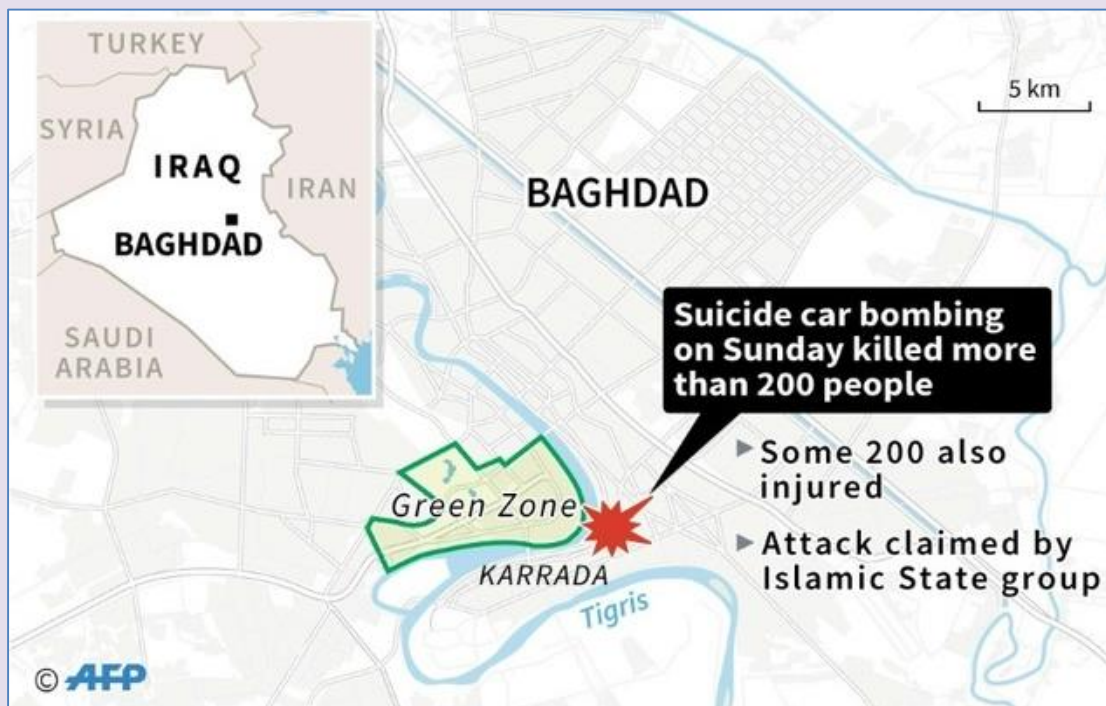 TURKEY
SYRIA
IRAQ
IRAN
BAGHDAD
SAUDI
ARABIA
5 km
BAGHDAD
Suicide car bombing
on Sunday killed more
than 200 people
Some 200 also
injured
Attack claimed by
Islamic State group
Green Zone
KARRADA
Tigris
© AFP